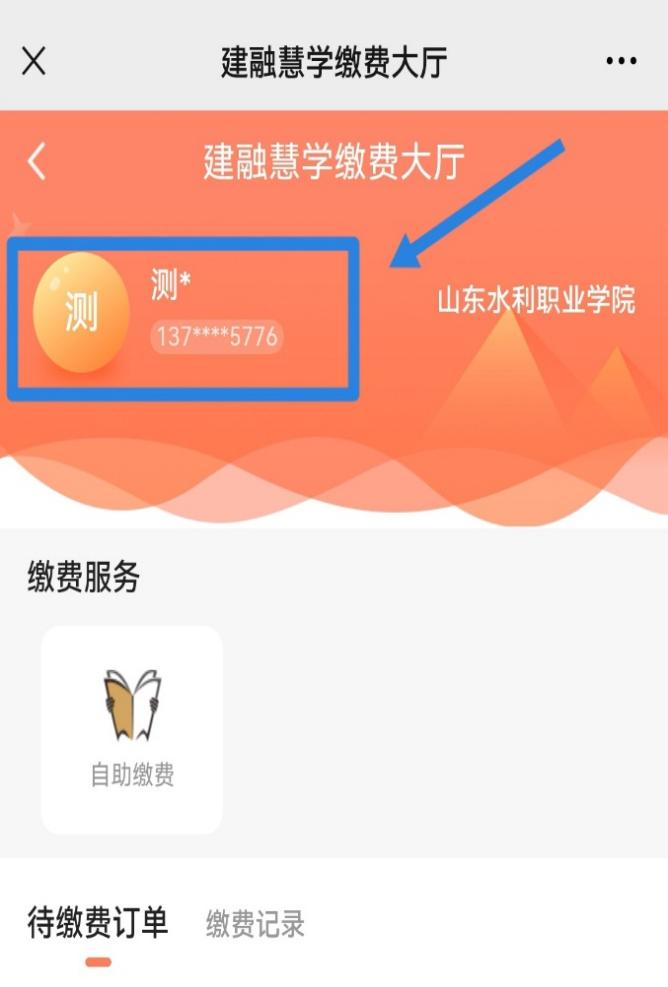 建融慧学缴费大厅
建融慧学缴费大厅
测
测*
137****5776
山东水利职业学院
缴费服务
自助缴费
待缴费订单 缴费记录